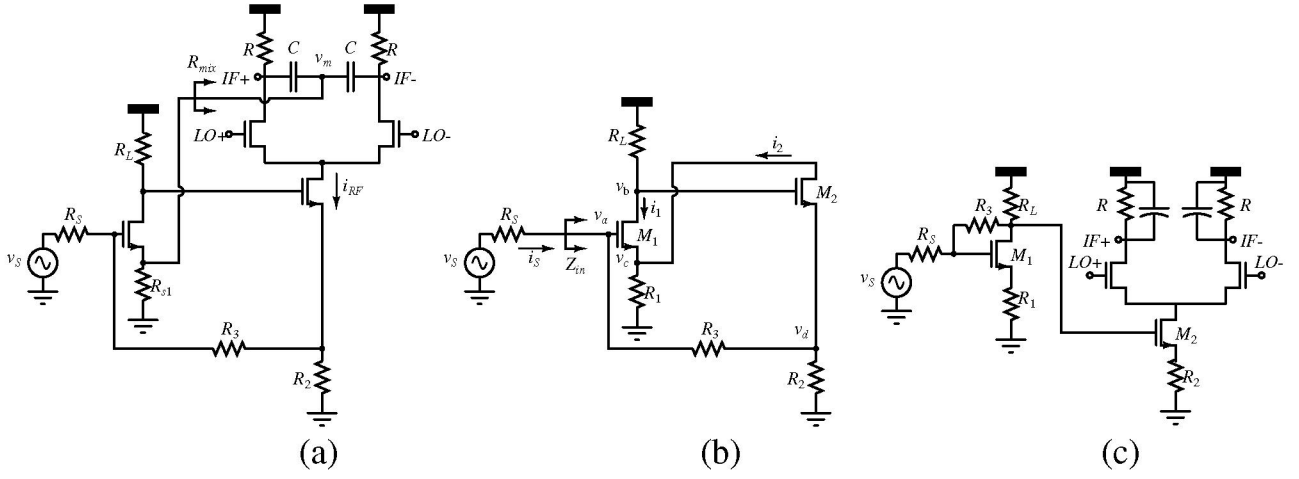 R C C R
R_mix v_m
IF+ IF-
LO+ LO-
R_L
i_RF
R_S
v_S
R_s1
R_3
R_2
(a)
R_L
i_2
v_b
M_2
i_1
R_S v_a
M_1
v_S
i_S Z_in v_c
R_1
R_3 v_d
R_2
(b)
R_3 R_L R R
R_S IF+ IF-
M_1 LO+ LO-
v_S
R_1
M_2
R_2
(c)